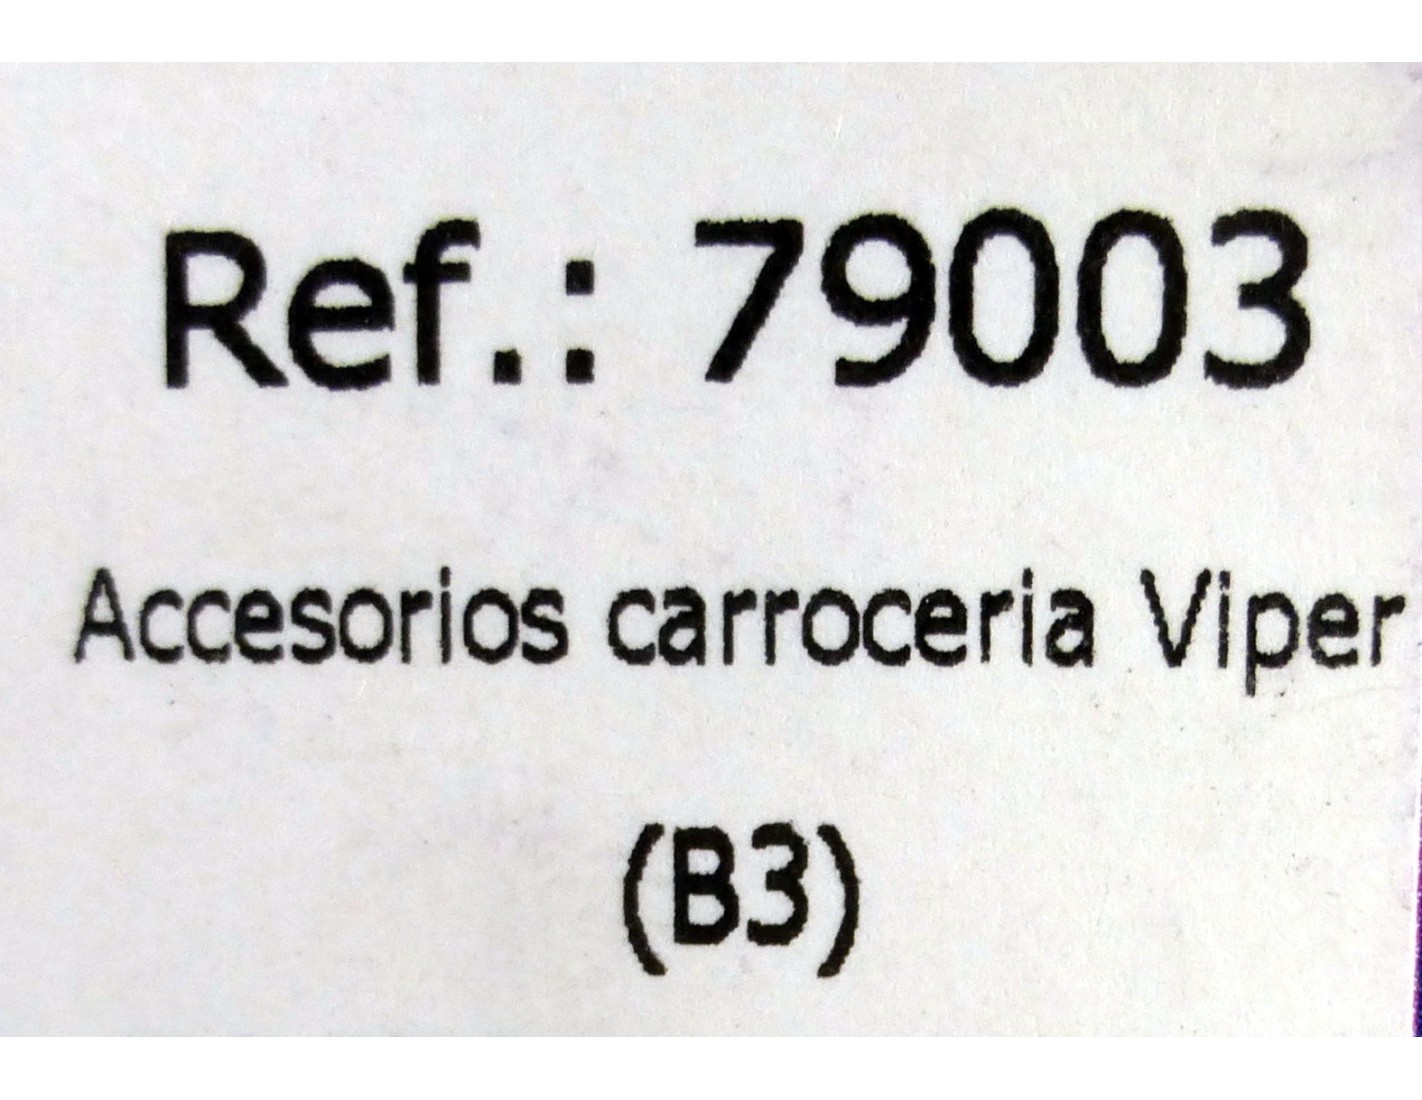 Ref.: 79003
Accesorios carroceria Viper
(B3)